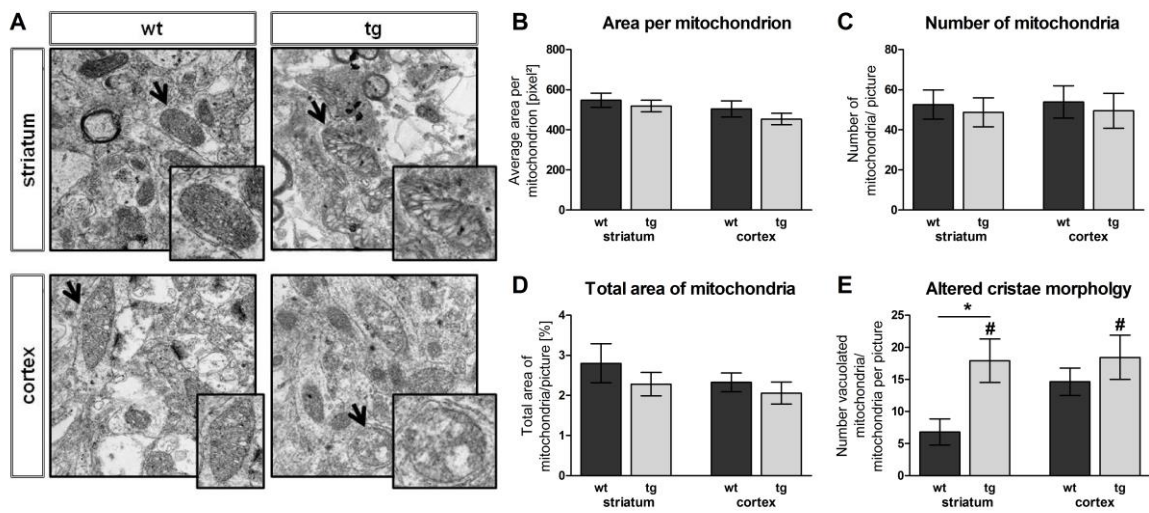 A
wt
tg
striatum
cortex
B
Area per mitochondrion
Average area per
mitochondrion [pixel²]
800
600
400
200
0
wt
tg
wt
tg
striatum
cortex
C
Number of mitochondria
Number of
mitochondria/ picture
80
60
40
20
0
wt
tg
wt
tg
striatum
cortex
D
Total area of mitochondria
Total area of
mitochondria/picture [%]
4
3
2
1
0
wt
tg
wt
tg
striatum
cortex
E
Altered cristae morpholgy
Number vacuolated
mitochondria/
mitochondria per picture
25
20
15
10
5
0
*
#
#
wt
tg
wt
tg
striatum
cortex